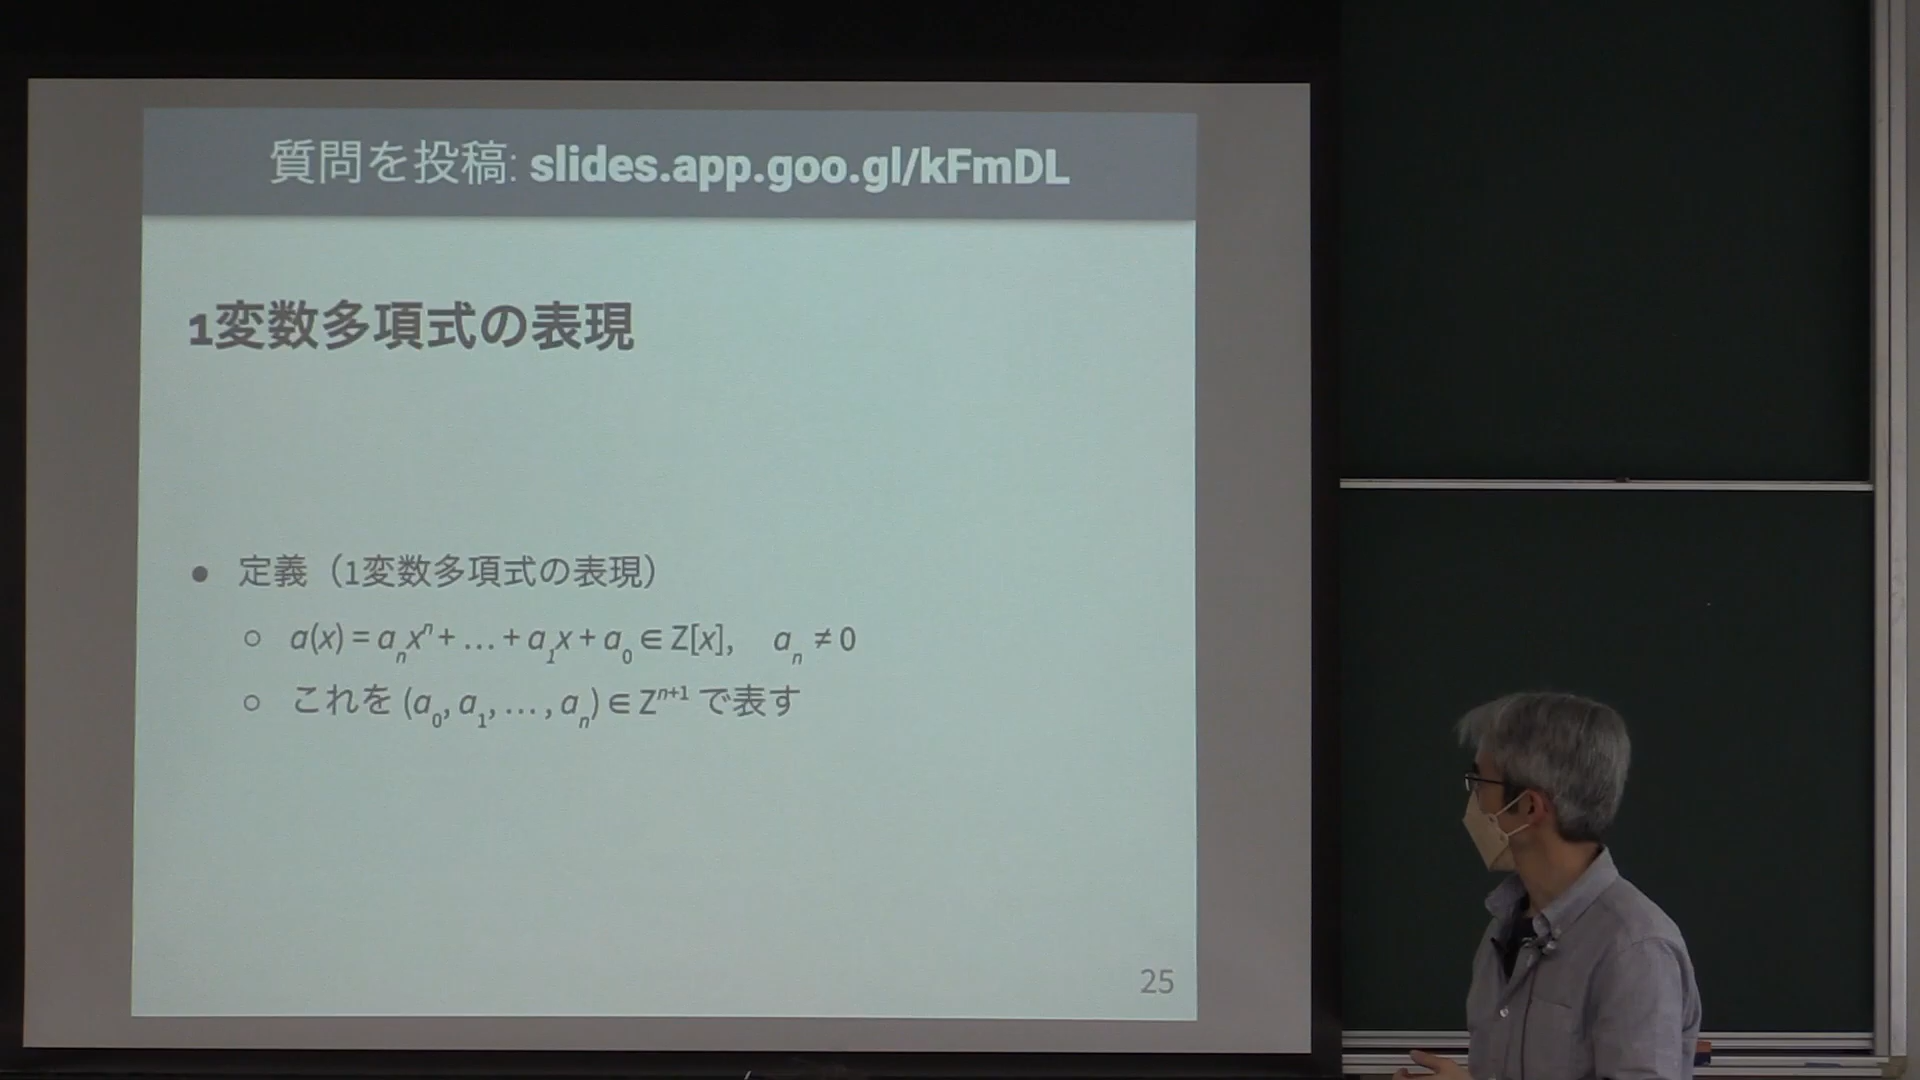 質問を投稿: slides.app.goo.gl/kFmDL
1変数多項式の表現
● 定義（1変数多項式の表現）
○ a(x) = aₙxⁿ + … + a₁x + a₀ ∈ Z[x], aₙ ≠ 0
○ これを (a₀, a₁, … , aₙ) ∈ Zⁿ⁺¹ で表す
25